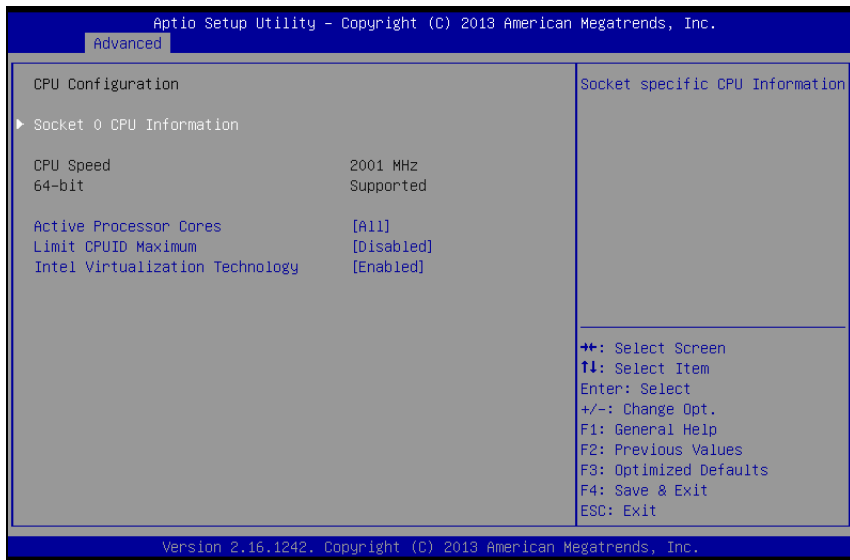 Aptio Setup Utility – Copyright (C) 2013 American Megatrends, Inc.
Advanced
CPU Configuration
Socket specific CPU Information
▶ Socket 0 CPU Information
CPU Speed 2001 MHz
64-bit Supported
Active Processor Cores [All]
Limit CPUID Maximum [Disabled]
Intel Virtualization Technology [Enabled]
→←: Select Screen
↑↓: Select Item
Enter: Select
+/-: Change Opt.
F1: General Help
F2: Previous Values
F3: Optimized Defaults
F4: Save & Exit
ESC: Exit
Version 2.16.1242. Copyright (C) 2013 American Megatrends, Inc.